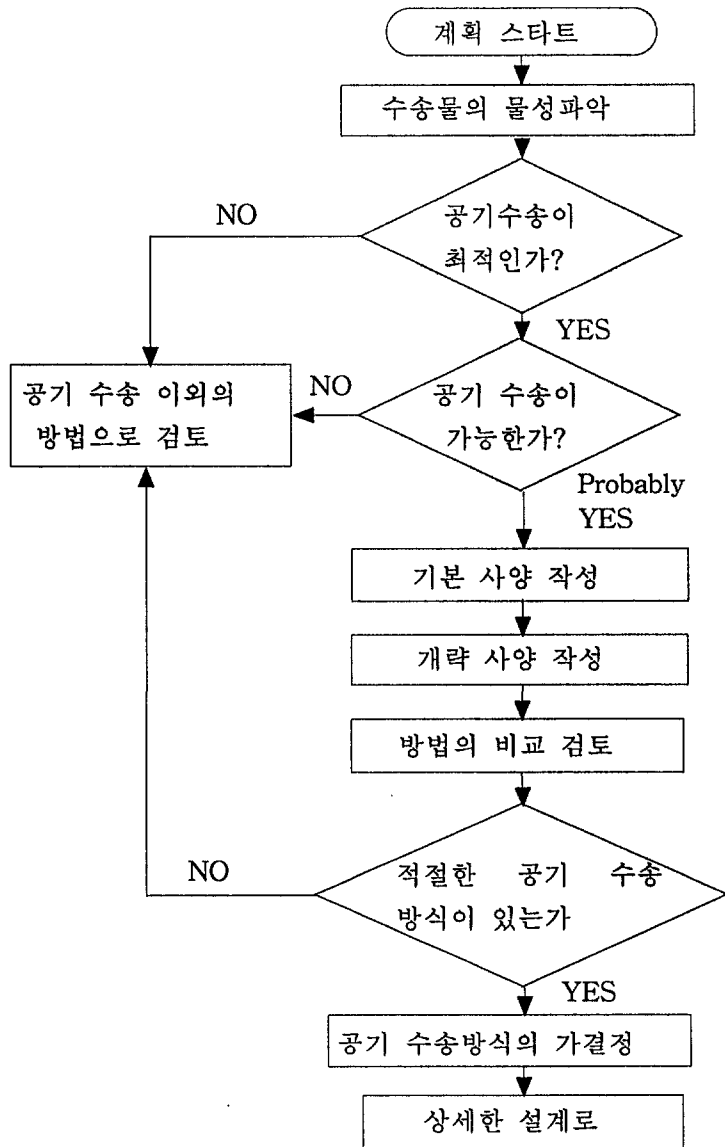 계획 스타트
수송물의 물성파악
공기수송이
최적인가?
NO
YES
공기 수송 이외의
방법으로 검토
NO
공기 수송이
가능한가?
Probably
YES
기본 사양 작성
개략 사양 작성
방법의 비교 검토
적절한 공기 수송
방식이 있는가
NO
YES
공기 수송방식의 가결정
상세한 설계로